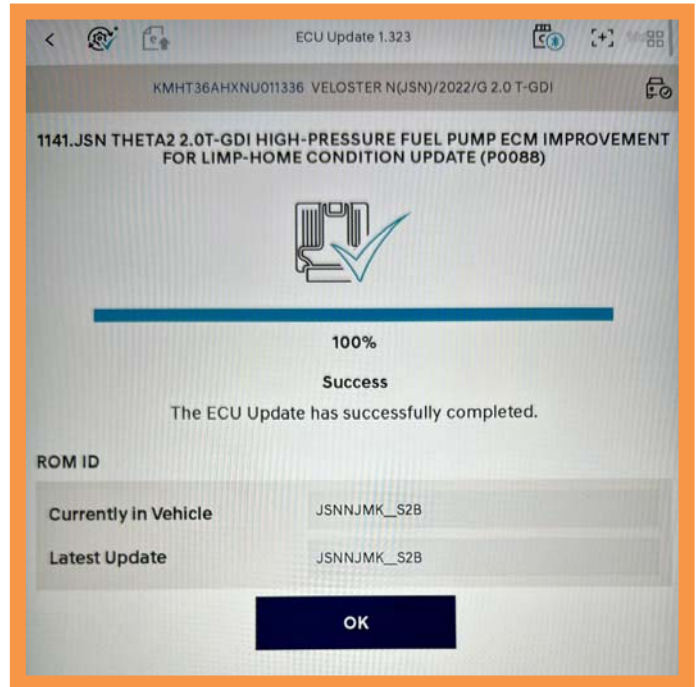 ECU Update 1.323
KMHT36AHXNU011336 VELOSTER N(JSN)/2022/G 2.0 T-GDI
1141.JSN THETA2 2.0T-GDI HIGH-PRESSURE FUEL PUMP ECM IMPROVEMENT
FOR LIMP-HOME CONDITION UPDATE (P0088)
100%
Success
The ECU Update has successfully completed.
ROM ID
Currently in Vehicle JSNNJMK__S2B
Latest Update JSNNJMK__S2B
OK